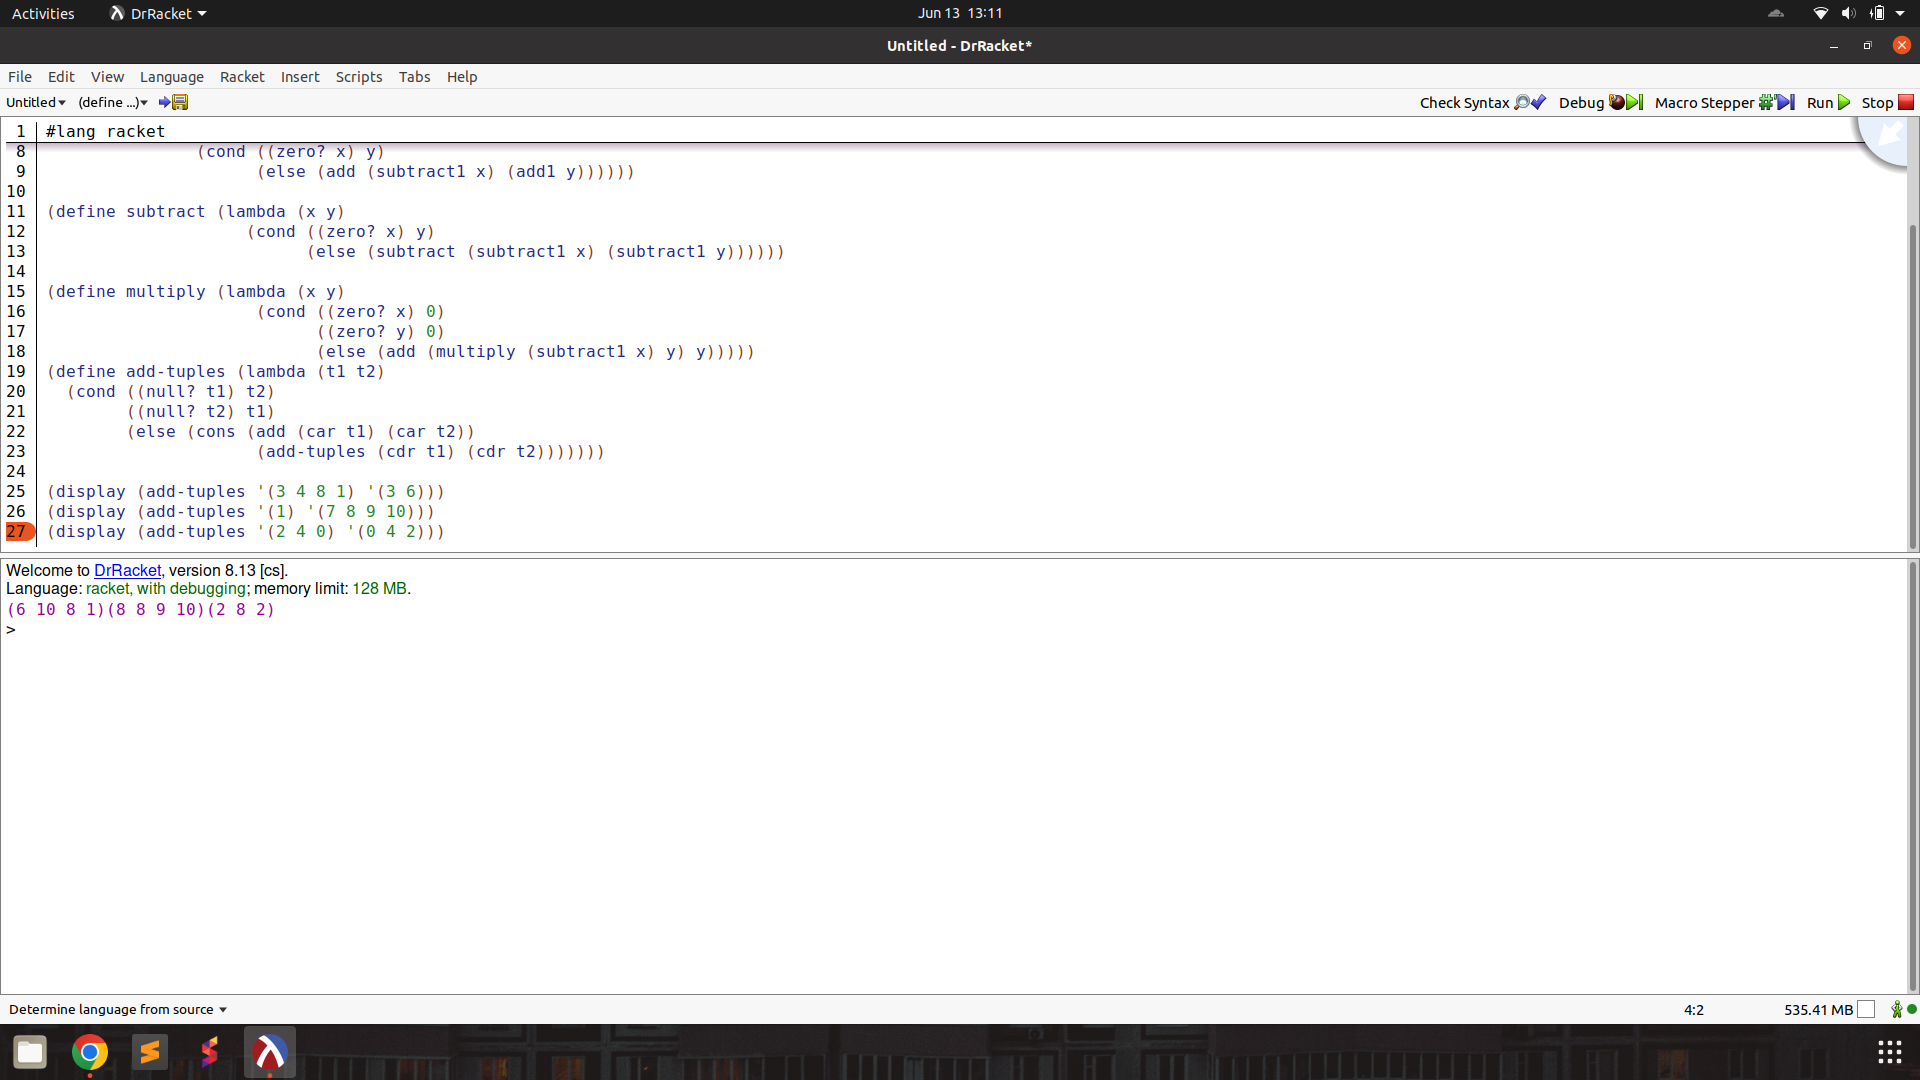 Activities DrRacket Jun 13 13:11
Untitled - DrRacket*
File Edit View Language Racket Insert Scripts Tabs Help
Untitled (define ...) Check Syntax Debug Macro Stepper Run Stop
1 #lang racket
8 (cond ((zero? x) y)
9 (else (add (subtract1 x) (add1 y))))))
10
11 (define subtract (lambda (x y)
12 (cond ((zero? x) y)
13 (else (subtract (subtract1 x) (subtract1 y))))))
14
15 (define multiply (lambda (x y)
16 (cond ((zero? x) 0)
17 ((zero? y) 0)
18 (else (add (multiply (subtract1 x) y) y)))))
19 (define add-tuples (lambda (t1 t2)
20 (cond ((null? t1) t2)
21 ((null? t2) t1)
22 (else (cons (add (car t1) (car t2))
23 (add-tuples (cdr t1) (cdr t2)))))))
24
25 (display (add-tuples '(3 4 8 1) '(3 6)))
26 (display (add-tuples '(1) '(7 8 9 10)))
27 (display (add-tuples '(2 4 0) '(0 4 2)))
Welcome to DrRacket, version 8.13 [cs].
Language: racket, with debugging; memory limit: 128 MB.
(6 10 8 1)(8 8 9 10)(2 8 2)
>
Determine language from source 4:2 535.41 MB